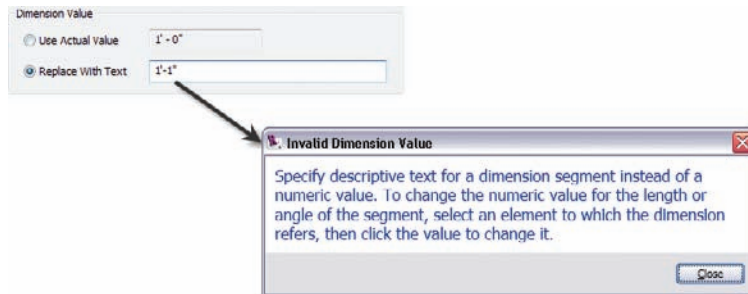 Dimension Value
Use Actual Value
1' - 0"
Replace With Text
1'-1"
Invalid Dimension Value
Specify descriptive text for a dimension segment instead of a
numeric value. To change the numeric value for the length or
angle of the segment, select an element to which the dimension
refers, then click the value to change it.
Close